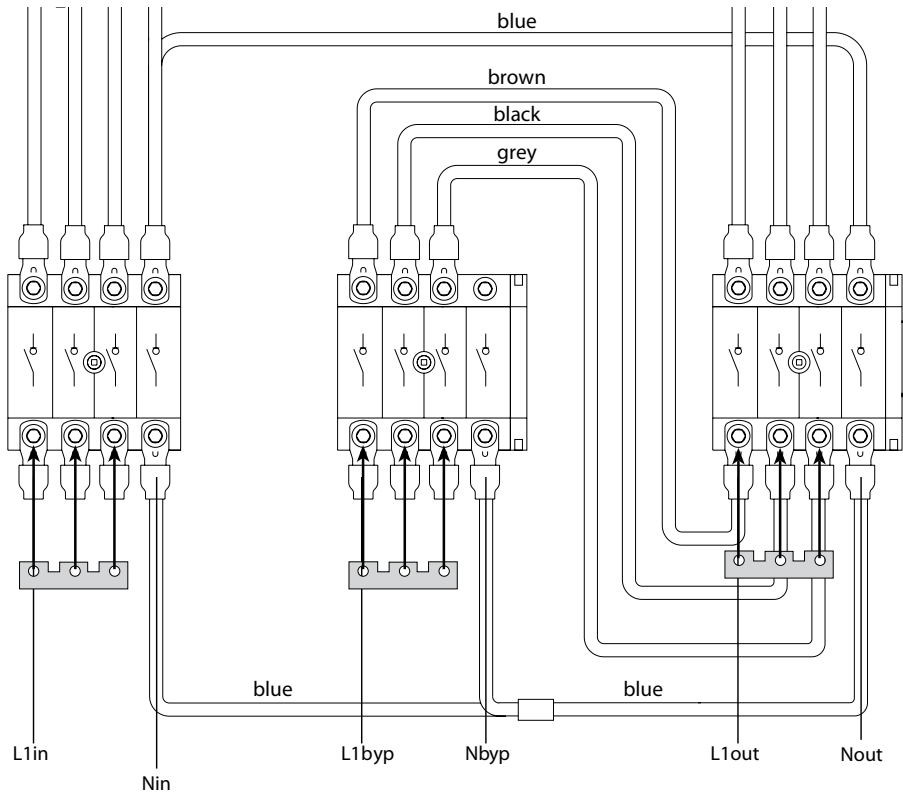 blue
brown
black
grey
blue
blue
L1in
L1byp
Nbyp
L1out
Nout
Nin